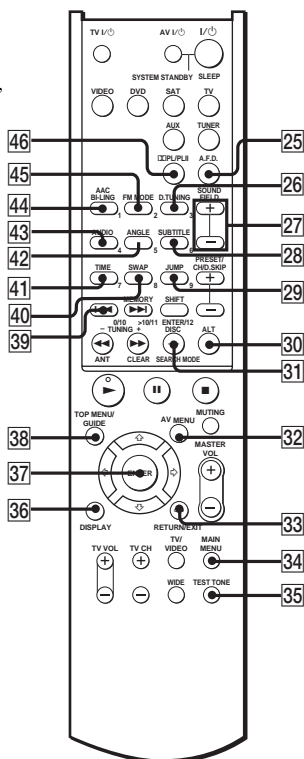 ,
TV I/⏻ AV I/⏻ I/⏻
SYSTEM STANDBY SLEEP
VIDEO DVD SAT TV
AUX TUNER
46 25
PL/PLII A.F.D.
45 26
AAC BI-LING FM MODE D.TUNING SOUND FIELD
44 1 2 3 +
27
43 −
AUDIO ANGLE SUBTITLE
42 4 5 6 28
PRESET/ CH/D.SKIP
41 TIME SWAP JUMP +
7 8 9 29
40 MEMORY SHIFT −
39 0/10 >10/11 ENTER/12
− TUNING + DISC ALT 30
ANT CLEAR SEARCH MODE 31
TOP MENU/ GUIDE AV MENU MUTING
38 32
MASTER VOL
37 ENTER +
36 − 33
DISPLAY RETURN/EXIT
TV VOL TV CH TV/ VIDEO MAIN MENU
+ + 34
WIDE TEST TONE
− − 35